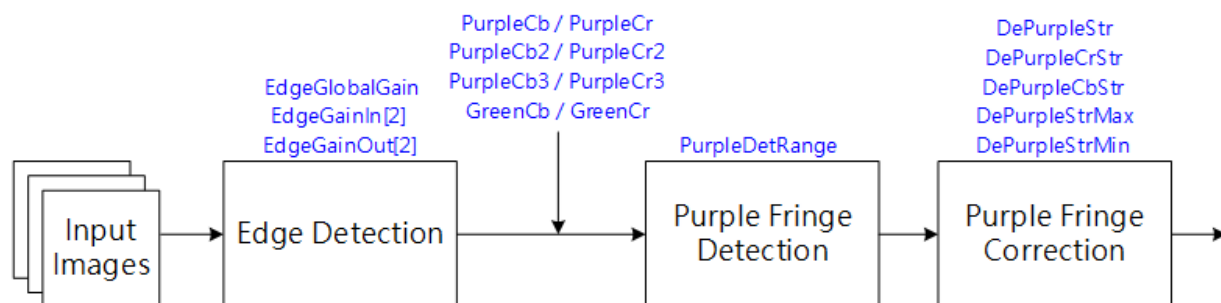 PurpleCb / PurpleCr
PurpleCb2 / PurpleCr2
PurpleCb3 / PurpleCr3
GreenCb / GreenCr
DePurpleStr
DePurpleCrStr
DePurpleCbStr
DePurpleStrMax
DePurpleStrMin
EdgeGlobalGain
EdgeGainIn[2]
EdgeGainOut[2]
PurpleDetRange
Input
Images
Edge Detection
Purple Fringe
Detection
Purple Fringe
Correction